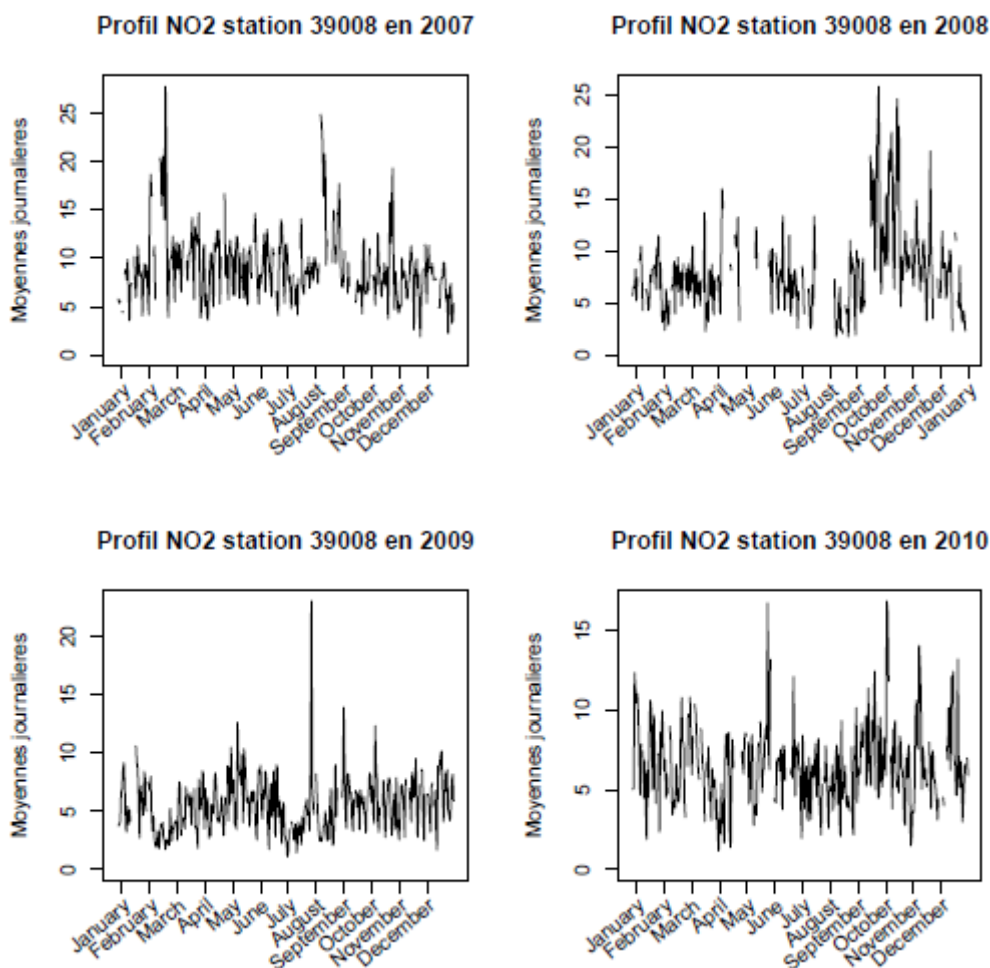 Profil NO2 station 39008 en 2007
Moyennes journalieres
25
20
15
10
5
0
January
February
March
April
May
June
July
August
September
October
November
December
Profil NO2 station 39008 en 2008
Moyennes journalieres
25
20
15
10
5
0
January
February
March
April
May
June
July
August
September
October
November
December
January
Profil NO2 station 39008 en 2009
Moyennes journalieres
20
15
10
5
0
January
February
March
April
May
June
July
August
September
October
November
December
Profil NO2 station 39008 en 2010
Moyennes journalieres
15
10
5
0
January
February
March
April
May
June
July
August
September
October
November
December